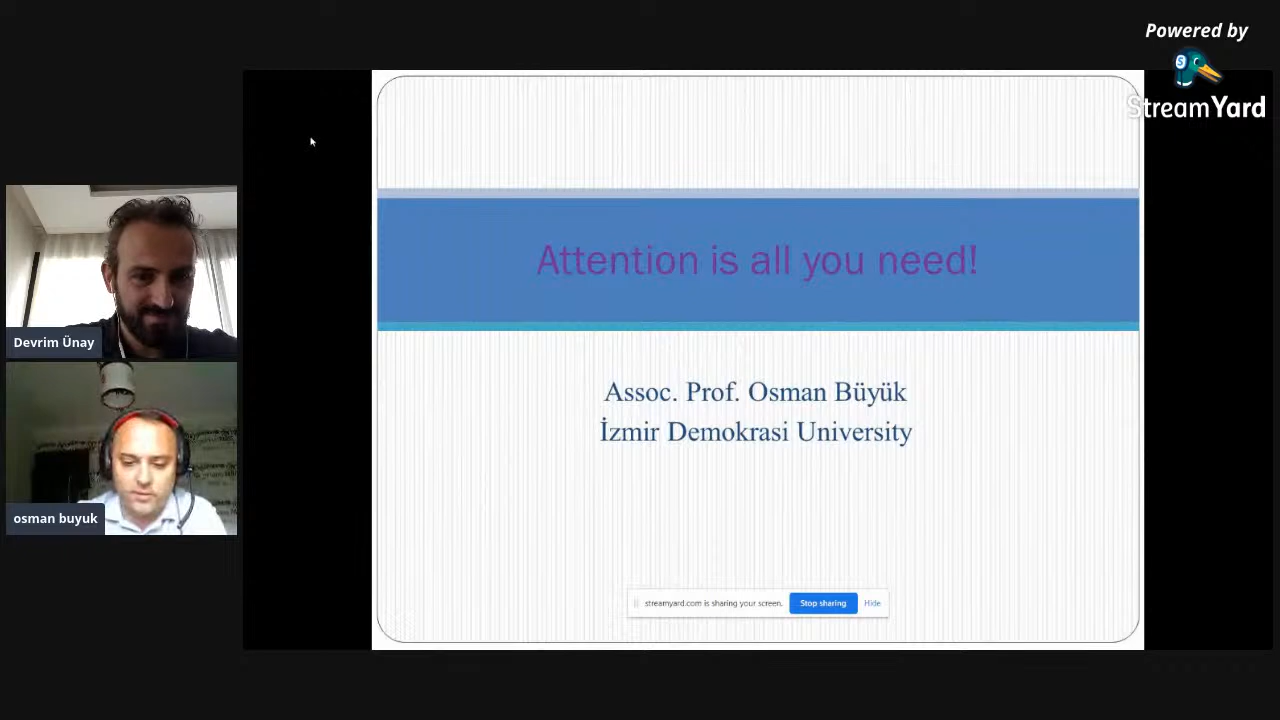 Powered by
StreamYard
Attention is all you need!
Assoc. Prof. Osman Büyük
İzmir Demokrasi University
Devrim Ünay
osman buyuk
streamyard.com is sharing your screen.
Stop sharing
Hide